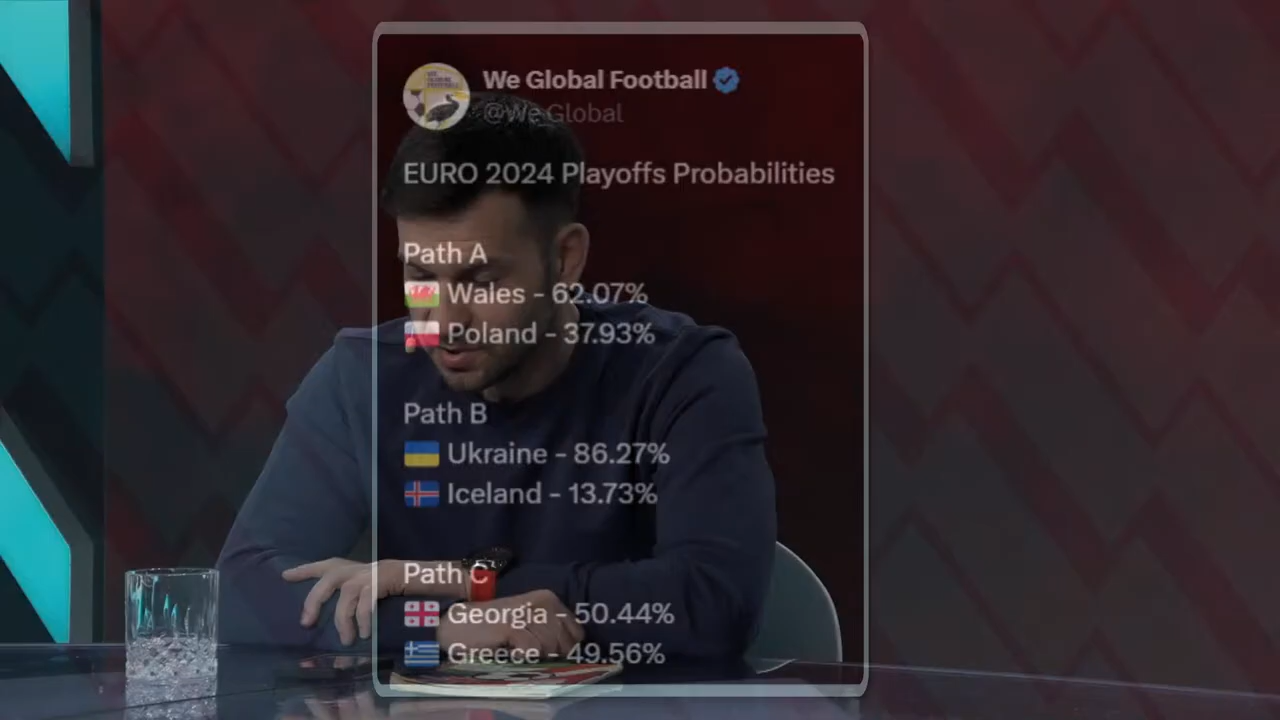 We Global Football
@We Global
EURO 2024 Playoffs Probabilities
Path A
Wales - 62.07%
Poland - 37.93%
Path B
Ukraine - 86.27%
Iceland - 13.73%
Path C
Georgia - 50.44%
Greece - 49.56%